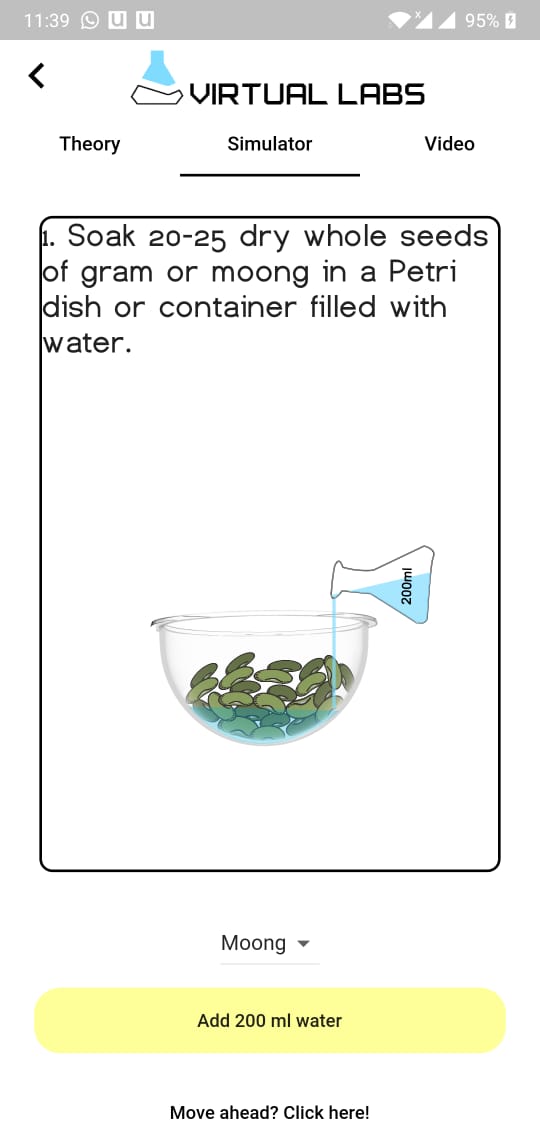 11:39
95%
VIRTUAL LABS
Theory Simulator Video
1. Soak 20-25 dry whole seeds
of gram or moong in a Petri
dish or container filled with
water.
200ml
Moong
Add 200 ml water
Move ahead? Click here!